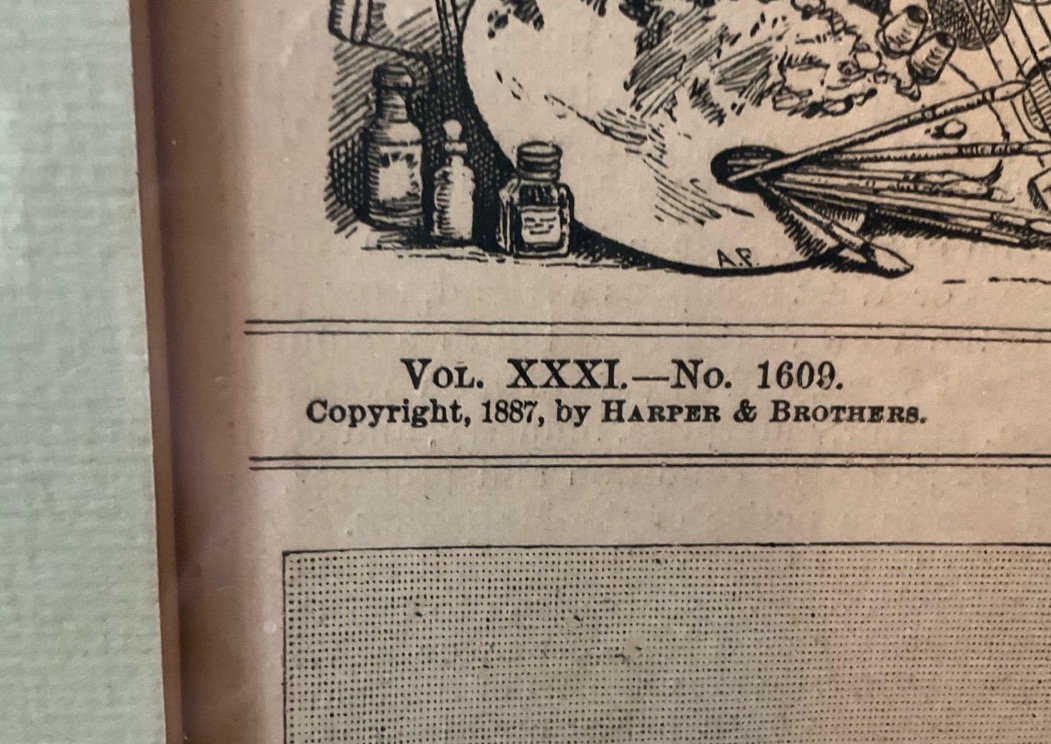 A.P.
VOL. XXXI.—NO. 1609.
Copyright, 1887, by HARPER & BROTHERS.